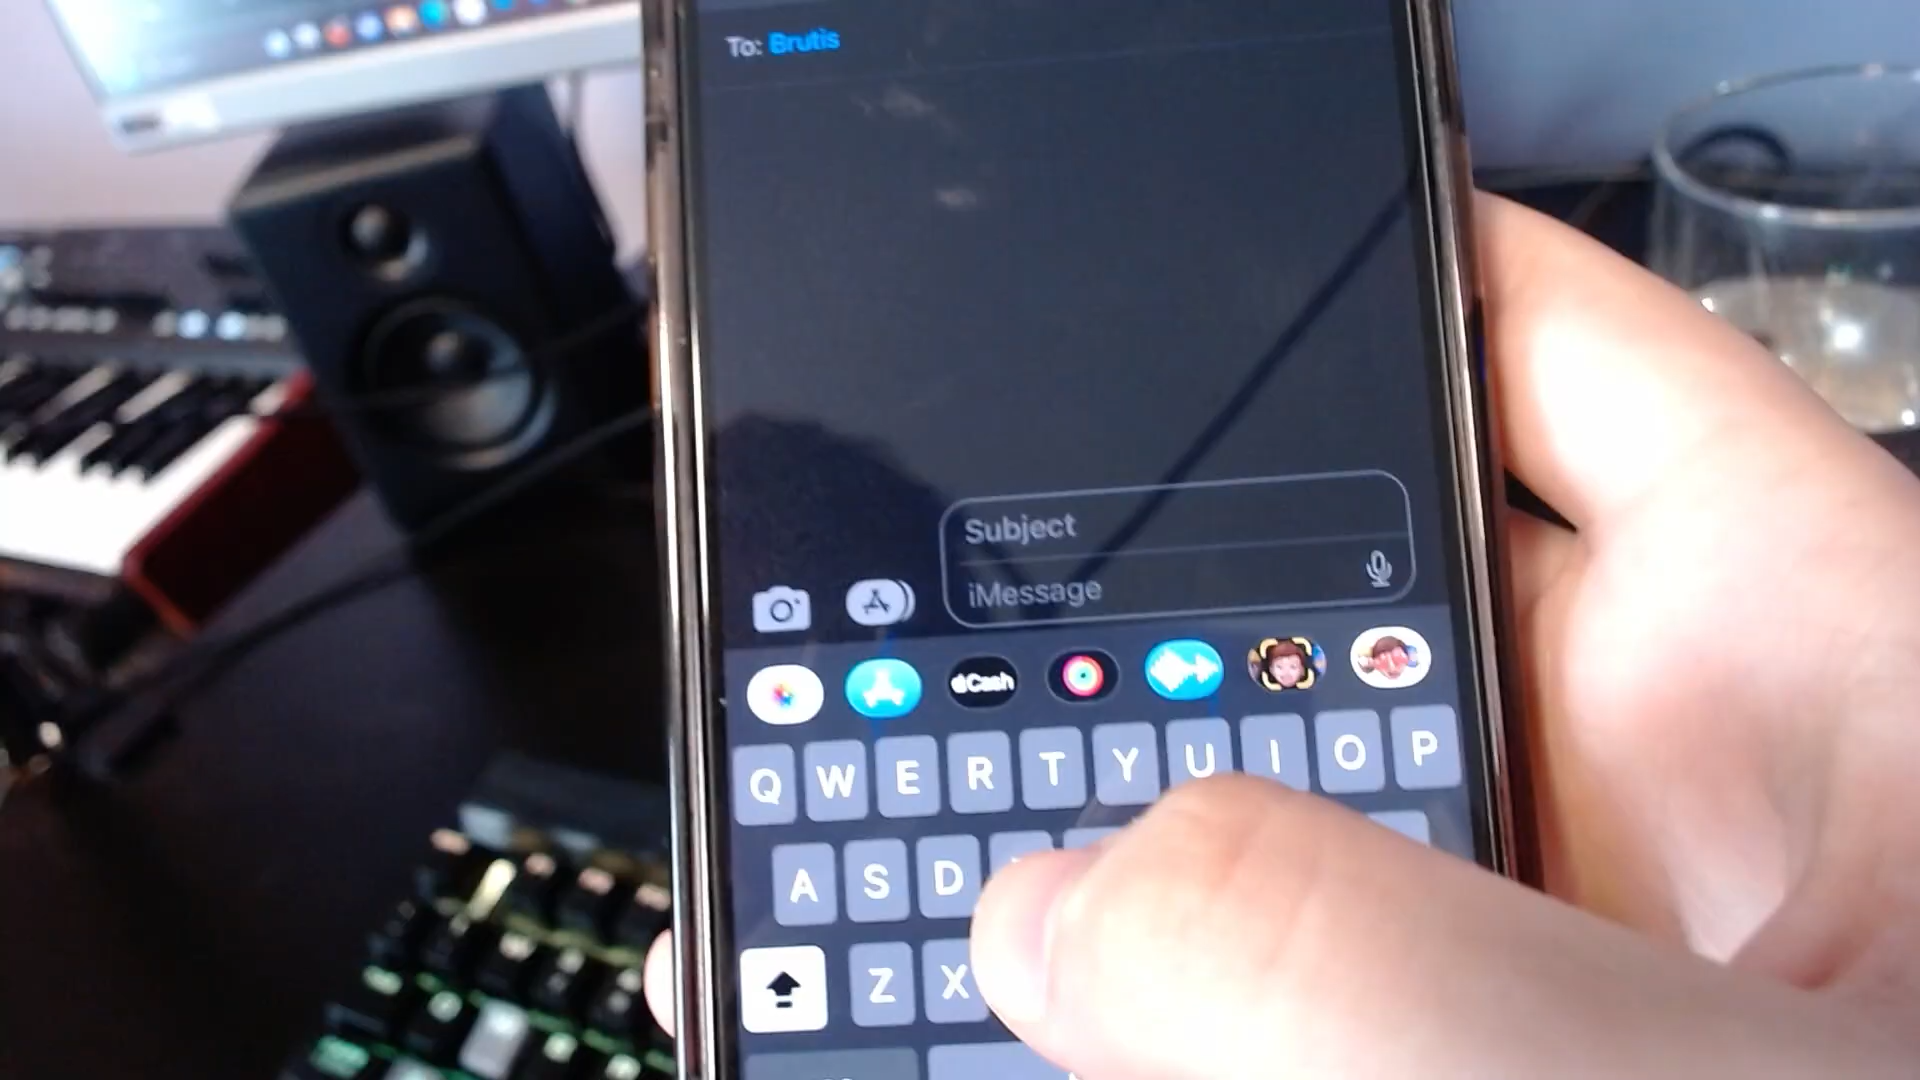 To: Brutis
Subject
iMessage
Cash
Q W E R T Y U I O P
A S D
Z X